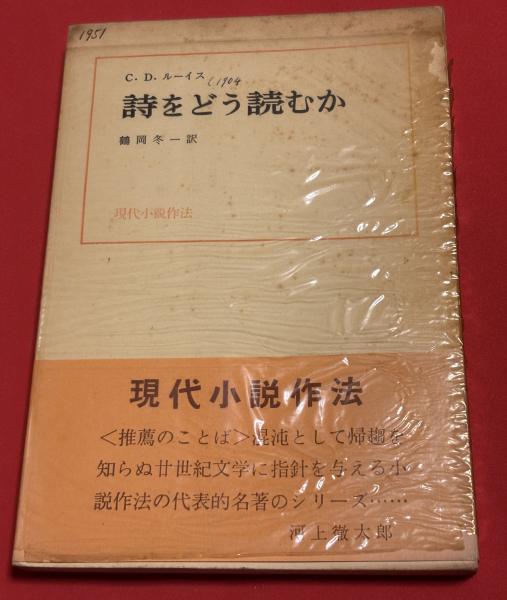 1951
C. D. ルーイス (1904
詩をどう読むか
鶴岡冬一訳
現代小説作法
現代小説作法
＜推薦のことば＞混沌として帰趨を
知らぬ廿世紀文学に指針を与える小
説作法の代表的名著のシリーズ……
河上徹太郎